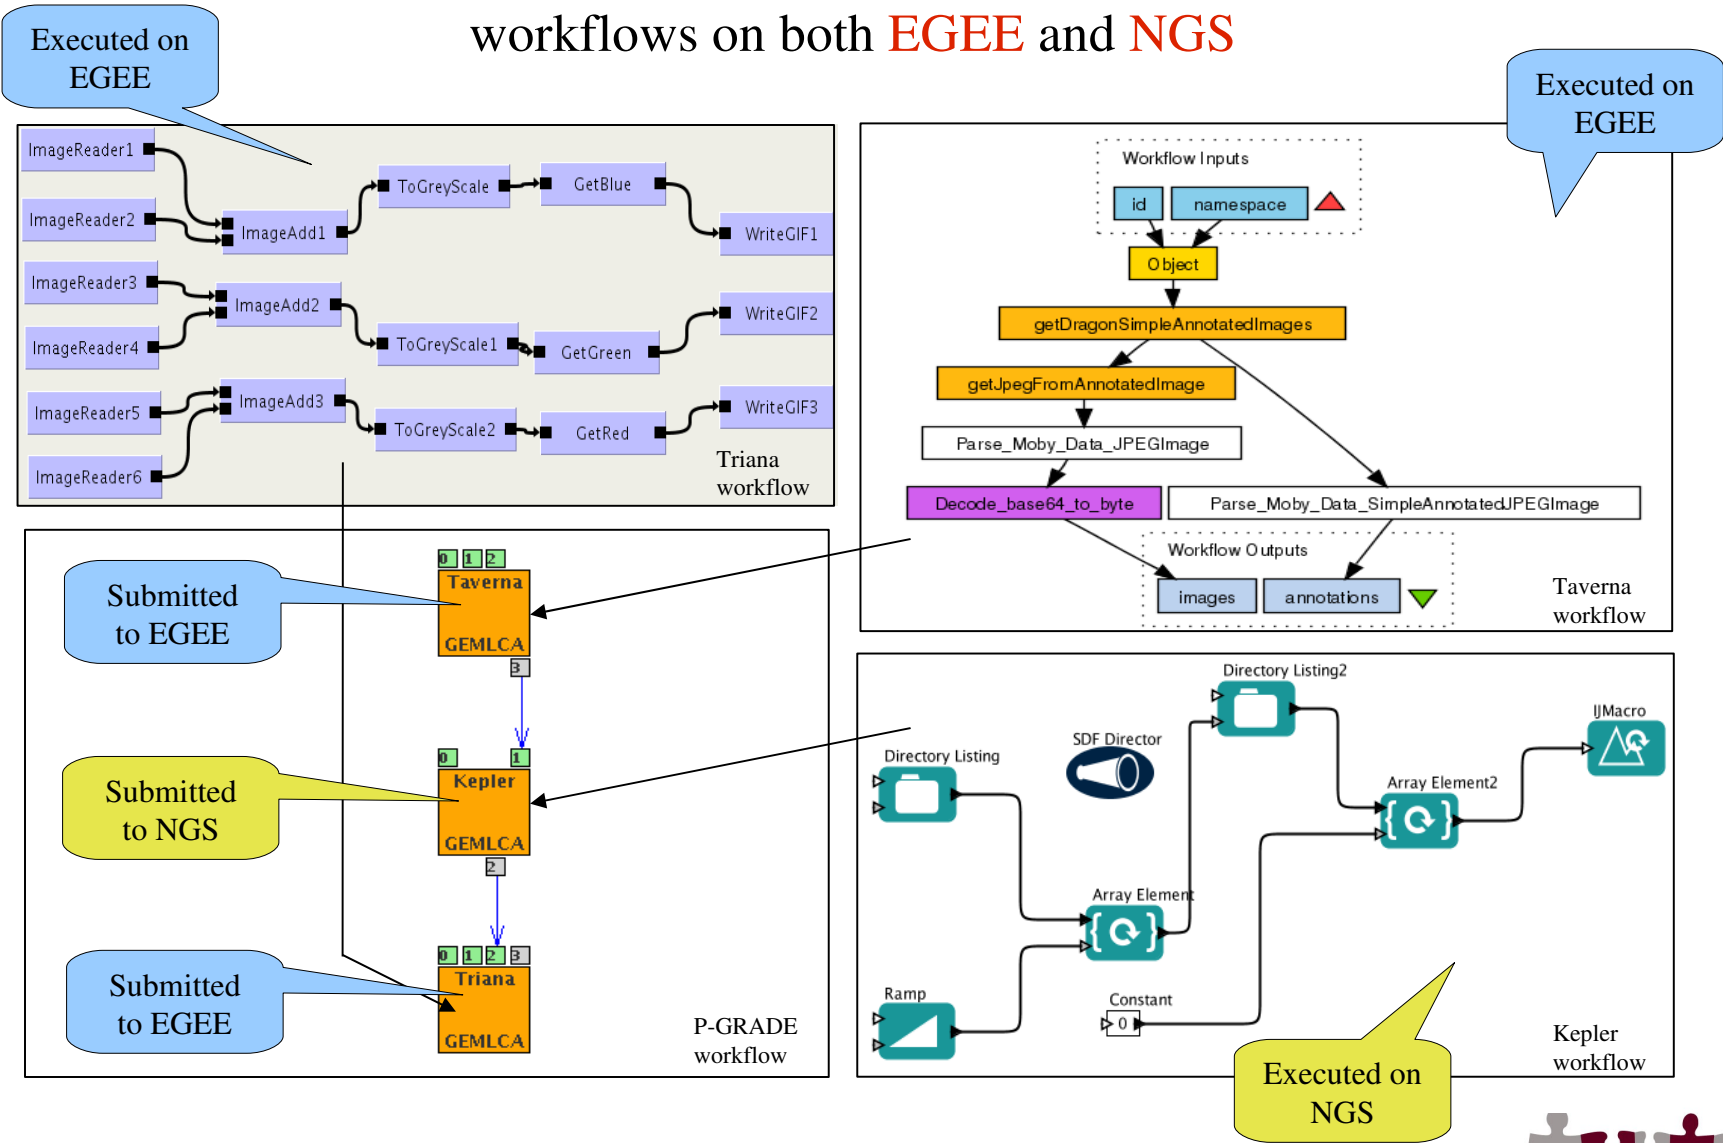 workflows on both EGEE and NGS
Executed on
EGEE
Executed on
EGEE
ImageReader1
ImageReader2
ImageAdd1
ToGreyScale
GetBlue
WriteGIF1
ImageReader3
ImageReader4
ImageAdd2
ToGreyScale1
GetGreen
WriteGIF2
ImageReader5
ImageReader6
ImageAdd3
ToGreyScale2
GetRed
WriteGIF3
Triana
workflow
Workflow Inputs
id
namespace
Object
getDragonSimpleAnnotatedImages
getJpegFromAnnotatedImage
Parse_Moby_Data_JPEGImage
Decode_base64_to_byte
Parse_Moby_Data_SimpleAnnotatedJPEGImage
Workflow Outputs
images
annotations
Taverna
workflow
Submitted
to EGEE
0 1 2
Taverna
GEMLCA
3
Submitted
to NGS
0 1
Kepler
GEMLCA
2
Submitted
to EGEE
0 1 2 3
Triana
GEMLCA
P-GRADE
workflow
Directory Listing2
IJMacro
SDF Director
Directory Listing
Array Element2
Array Element
Ramp
Constant
0
Kepler
workflow
Executed on
NGS